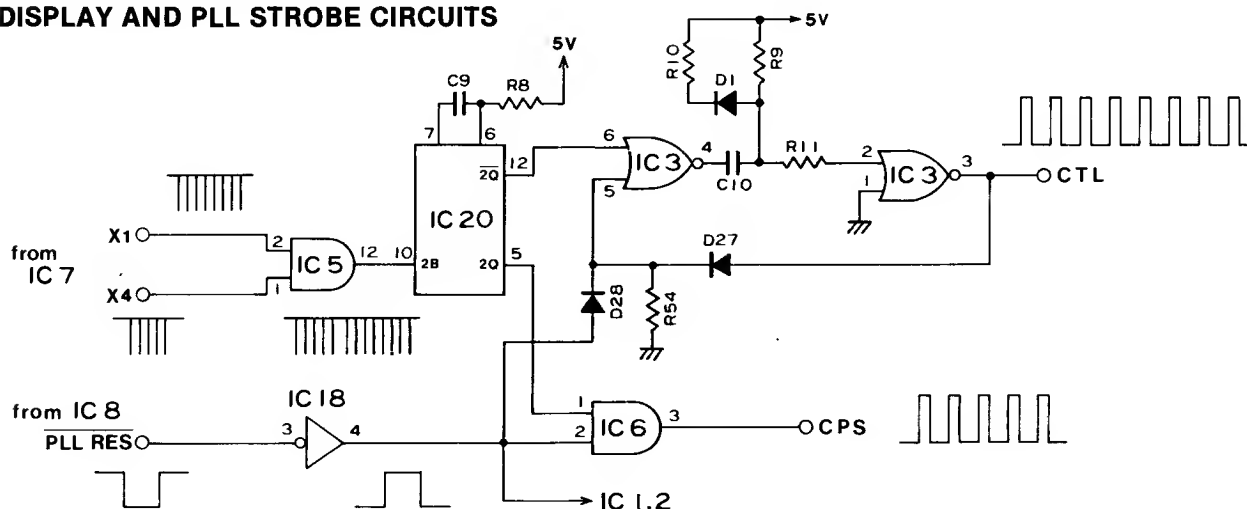 DISPLAY AND PLL STROBE CIRCUITS
5V
5V
R10
R9
D1
C9
R8
7
6
6
4
C10
R11
2
3
IC3
IC3
CTL
12
2Q
5
1
IC20
from
IC7
X1
2
12
10
2B
2Q
5
IC5
D27
X4
1
D28
R54
from IC8
PLL RES
IC18
3
4
1
2
IC6
3
CPS
IC1,2